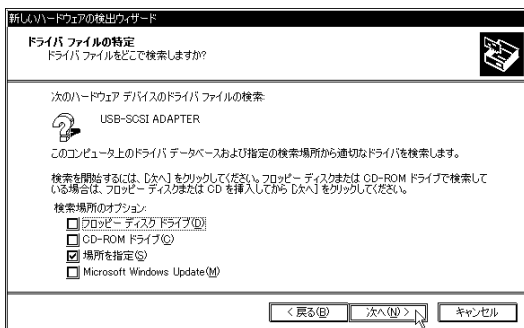 新しいハードウェアの検出ウィザード
ドライバ ファイルの特定
ドライバ ファイルをどこで検索しますか?
次のハードウェア デバイスのドライバ ファイルの検索:
USB-SCSI ADAPTER
このコンピュータ上のドライバ データベースおよび指定の検索場所から適切なドライバを検索します。
検索を開始するには、[次へ] をクリックしてください。フロッピー ディスクまたは CD-ROM ドライブで検索して
いる場合は、フロッピー ディスクまたは CD を挿入してから [次へ] をクリックしてください。
検索場所のオプション:
フロッピー ディスク ドライブ(D)
CD-ROM ドライブ(C)
場所を指定(S)
Microsoft Windows Update(M)
< 戻る(B) 次へ(N) > キャンセル